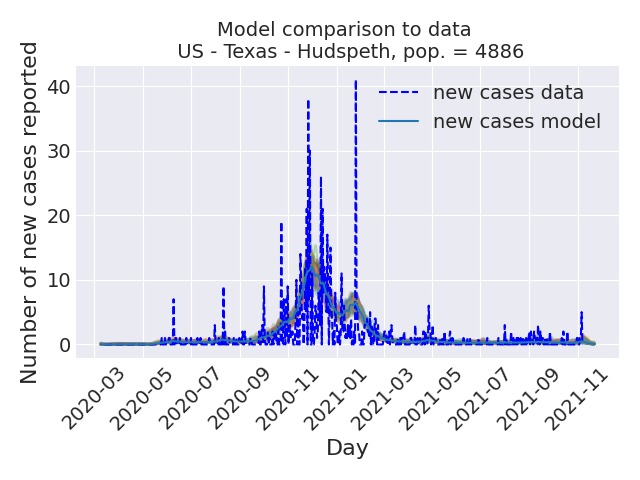 Model comparison to data
US - Texas - Hudspeth, pop. = 4886
Number of new cases reported
40
30
20
10
0
new cases data
new cases model
2020-03
2020-05
2020-07
2020-09
2020-11
2021-01
2021-03
2021-05
2021-07
2021-09
2021-11
Day